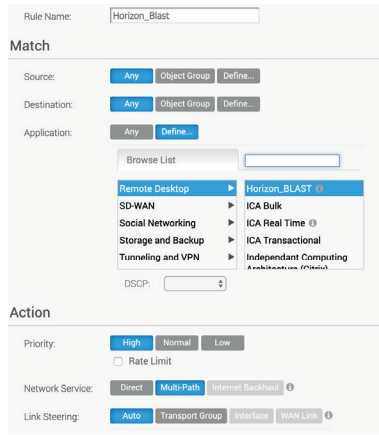 Rule Name: Horizon_Blast
Match
Source: Any Object Group Define...
Destination: Any Object Group Define...
Application: Any Define...
Browse List
Remote Desktop Horizon_BLAST
SD-WAN ICA Bulk
Social Networking ICA Real Time
Storage and Backup ICA Transactional
Tunneling and VPN Independant Computing
Architecture (Citrix)
DSCP:
Action
Priority: High Normal Low
Rate Limit
Network Service: Direct Multi-Path Internet Backhaul
Link Steering: Auto Transport Group Interface WAN Link